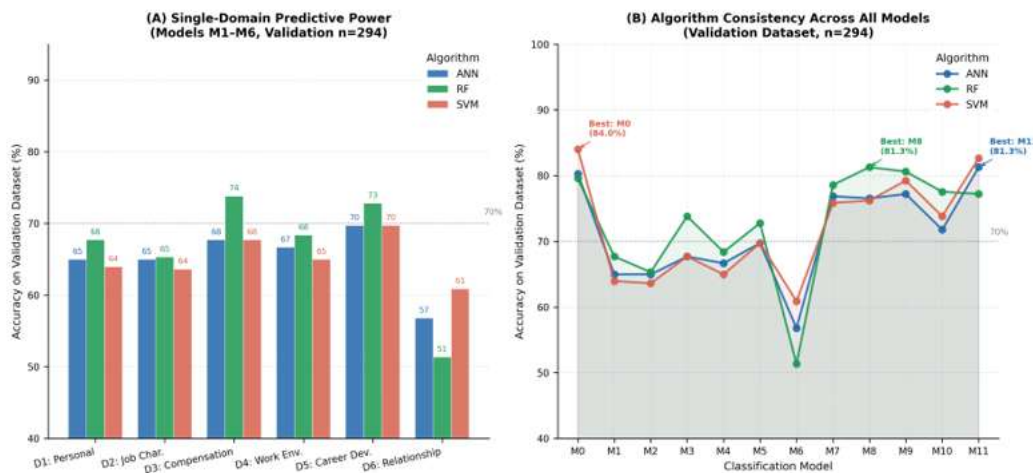 (A) Single-Domain Predictive Power
(Models M1–M6, Validation n=294)
Algorithm
ANN
RF
SVM
Accuracy on Validation Dataset (%)
90
80
70
60
50
40
70%
65
68
64
65
65
64
68
74
68
67
68
65
70
73
70
57
51
61
D1: Personal
D2: Job Char.
D3: Compensation
D4: Work Env.
D5: Career Dev.
D6: Relationship
(B) Algorithm Consistency Across All Models
(Validation Dataset, n=294)
Algorithm
ANN
RF
SVM
Accuracy on Validation Dataset (%)
100
90
80
70
60
50
40
Best: M0
(84.0%)
Best: M8
(81.3%)
Best: M1
(81.3%)
70%
M0
M1
M2
M3
M4
M5
M6
M7
M8
M9
M10
M11
Classification Model